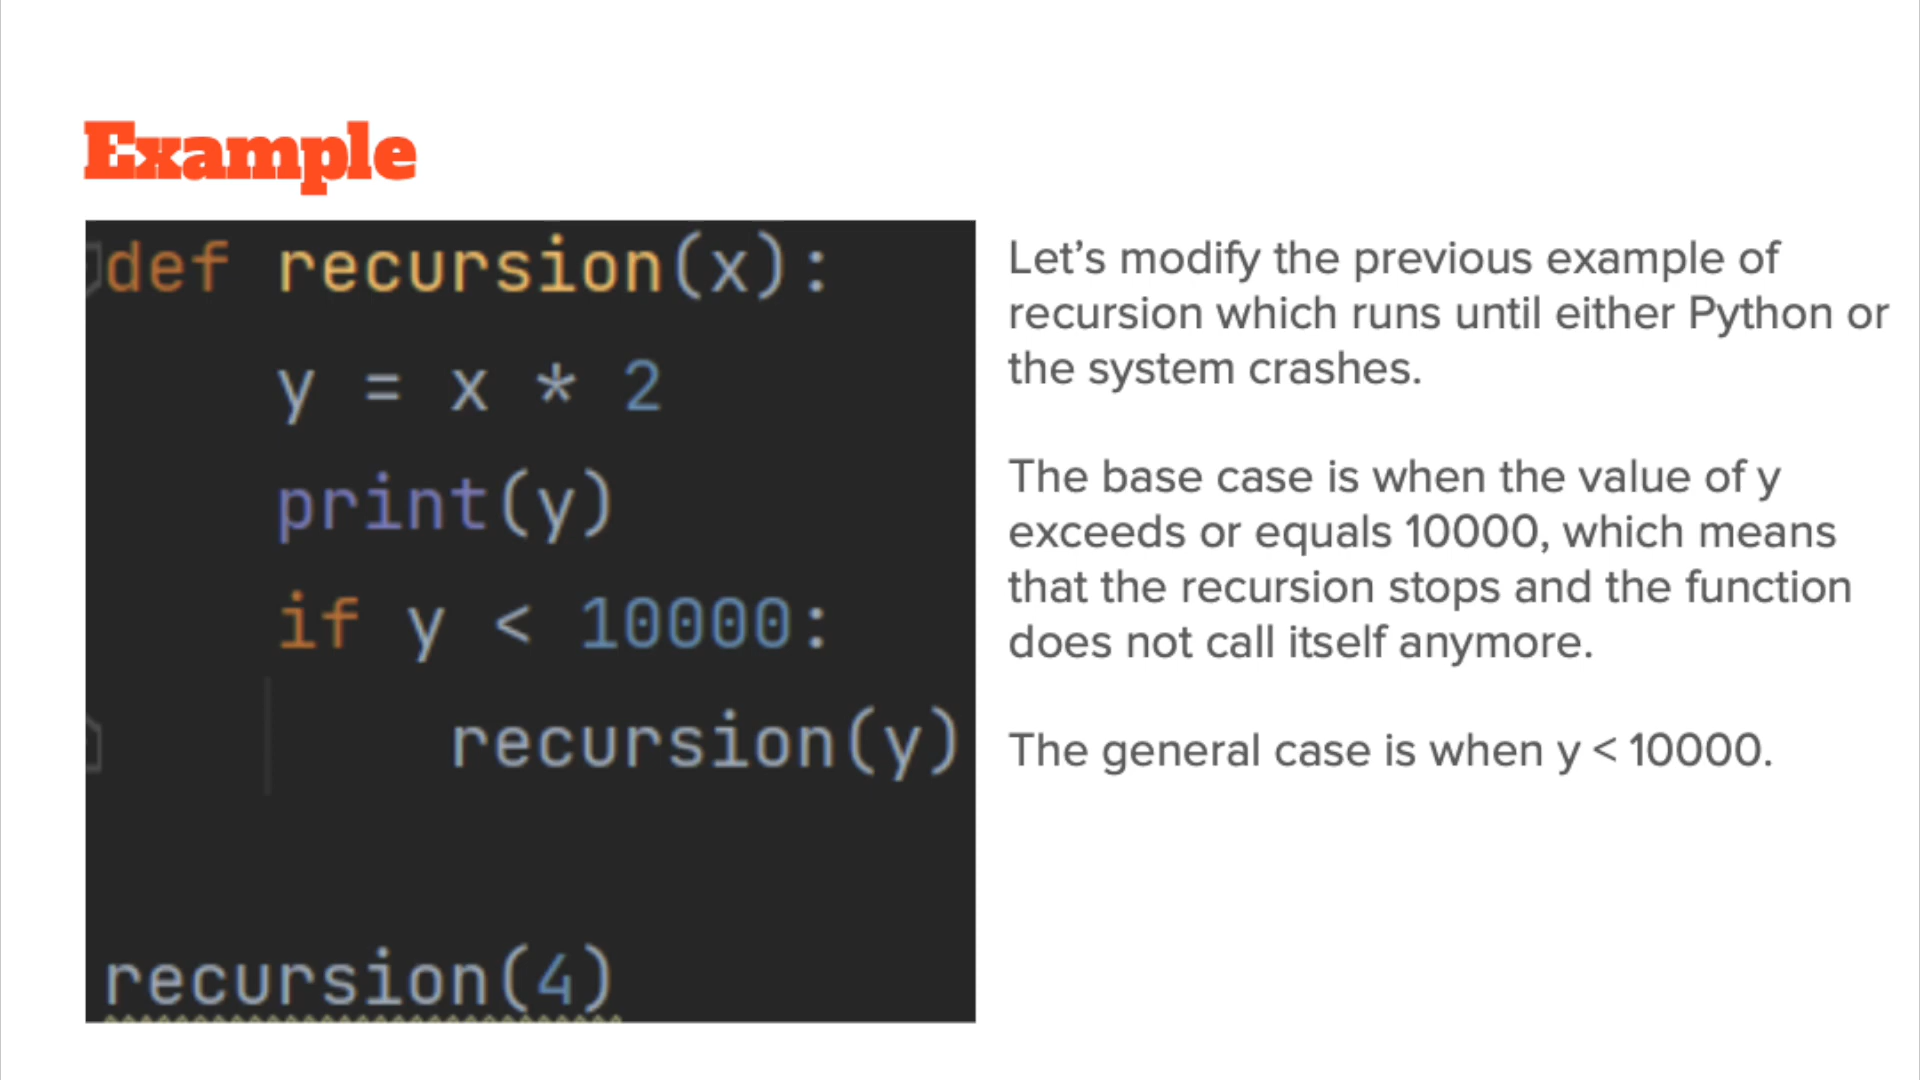 Example
def recursion(x):
    y = x * 2
    print(y)
    if y < 10000:
        recursion(y)
recursion(4)
Let’s modify the previous example of
recursion which runs until either Python or
the system crashes.
The base case is when the value of y
exceeds or equals 10000, which means
that the recursion stops and the function
does not call itself anymore.
The general case is when y < 10000.